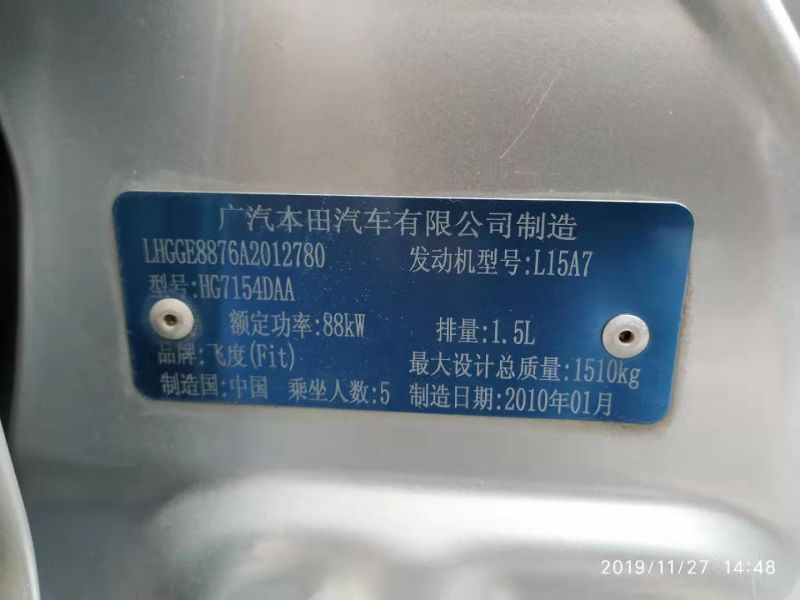 广汽本田汽车有限公司制造
LHGGE8876A2012780 发动机型号:L15A7
型号:HG7154DAA
额定功率:88kW 排量:1.5L
品牌:飞度(Fit) 最大设计总质量:1510kg
制造国:中国 乘坐人数:5 制造日期:2010年01月
2019/11/27 14:48